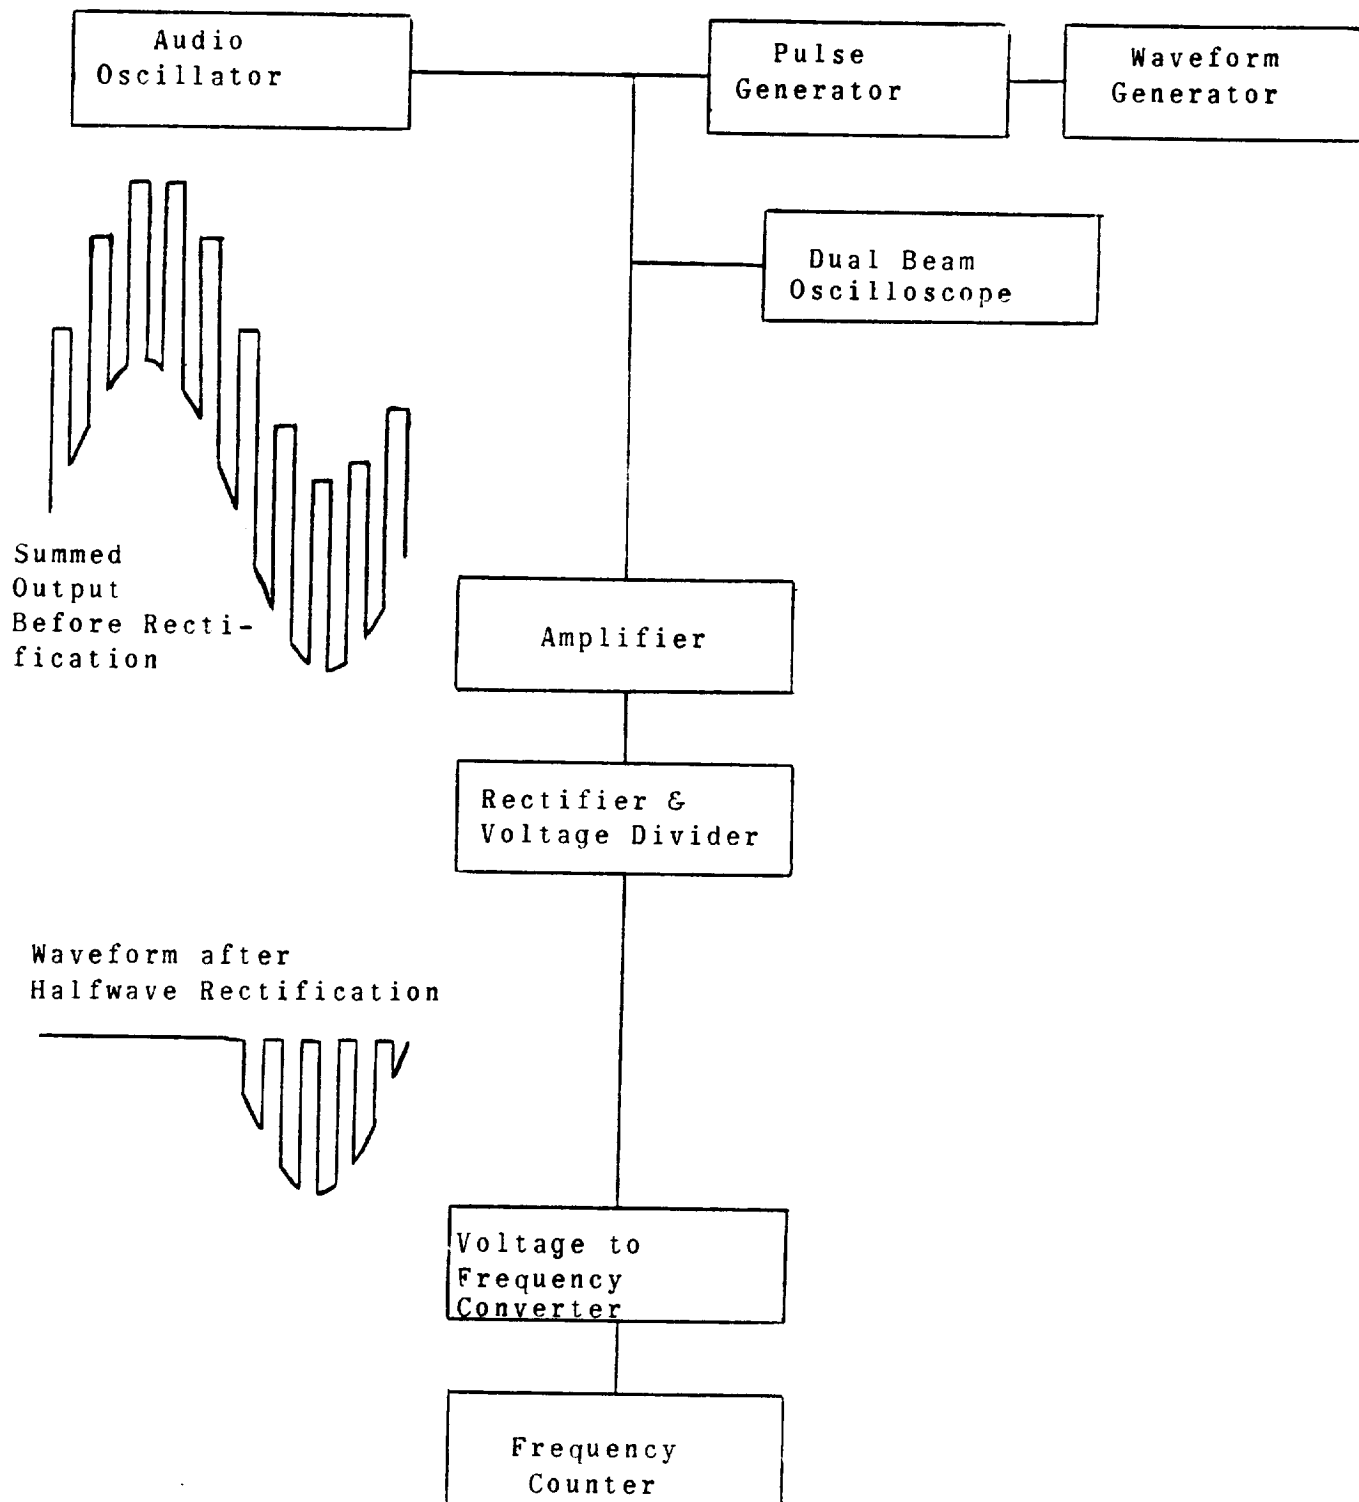 Audio
Oscillator
Pulse
Generator
Waveform
Generator
Dual Beam
Oscilloscope
Summed
Output
Before Recti-
fication
Amplifier
Rectifier &
Voltage Divider
Waveform after
Halfwave Rectification
Voltage to
Frequency
Converter
Frequency
Counter